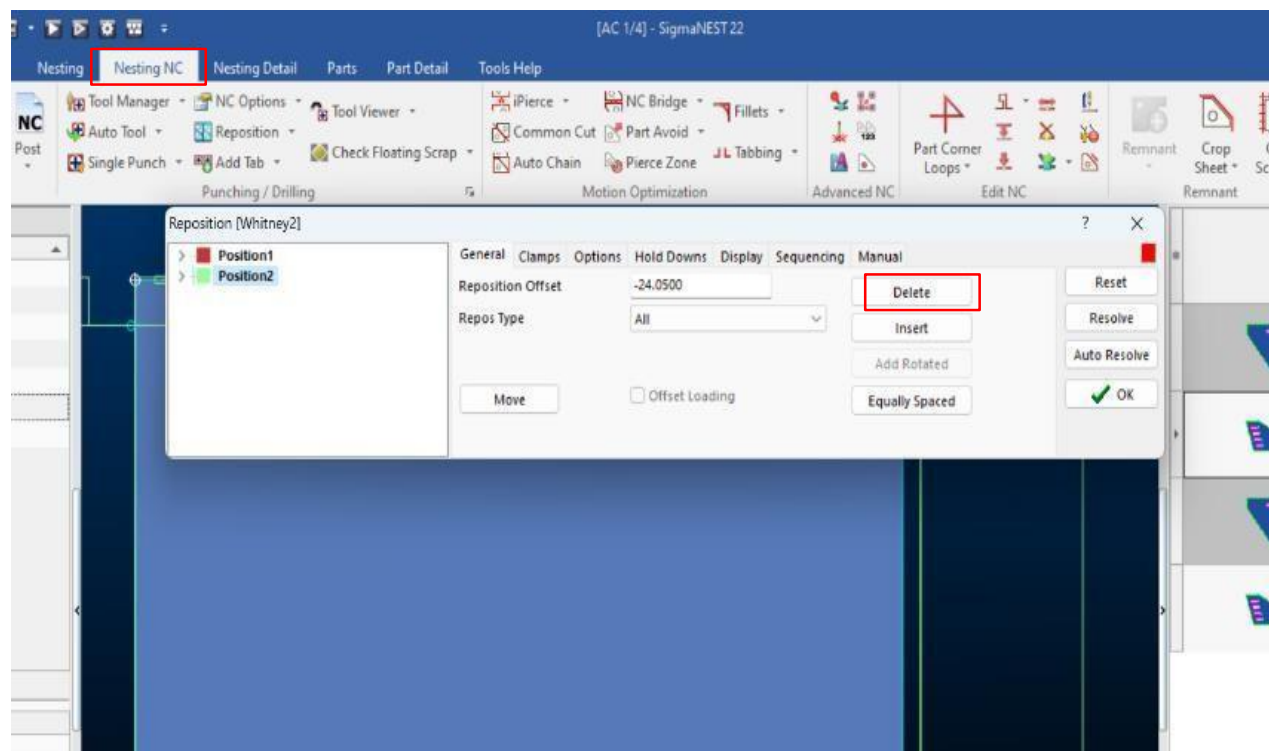 [AC 1/4] - SigmaNEST 22
Nesting Nesting NC Nesting Detail Parts Part Detail Tools Help
NC
Post
Tool Manager NC Options Tool Viewer
Auto Tool Reposition Check Floating Scrap
Single Punch Add Tab
Punching / Drilling
iPierce NC Bridge Fillets
Common Cut Part Avoid
Auto Chain Pierce Zone Tabbing
Motion Optimization
Advanced NC
Part Corner
Loops
Edit NC
Remnant
Crop
Sheet
Remnant
Reposition [Whitney2] ?
Position1
Position2
General Clamps Options Hold Downs Display Sequencing Manual
Reposition Offset -24.0500 Delete Reset
Repos Type All Insert Resolve
Add Rotated Auto Resolve
Move Offset Loading Equally Spaced OK